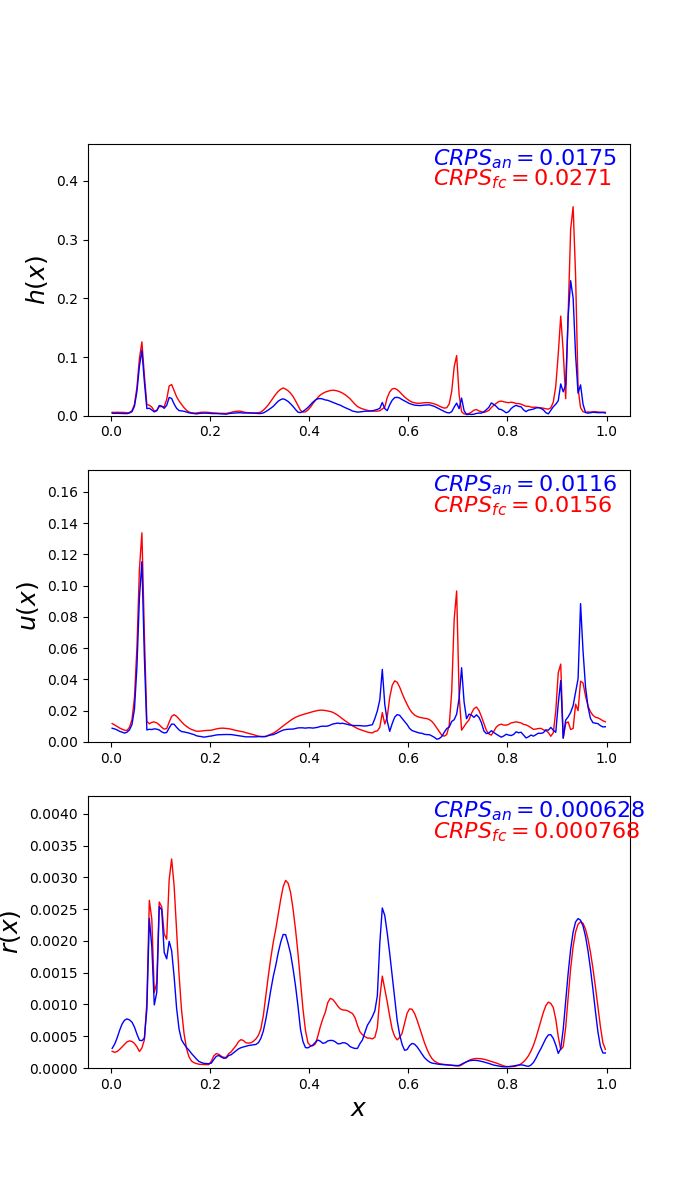 CRPS_an = 0.0175
CRPS_fc = 0.0271
h(x)
0.4
0.3
0.2
0.1
0.0
0.0 0.2 0.4 0.6 0.8 1.0
CRPS_an = 0.0116
CRPS_fc = 0.0156
u(x)
0.16
0.14
0.12
0.10
0.08
0.06
0.04
0.02
0.00
0.0 0.2 0.4 0.6 0.8 1.0
CRPS_an = 0.000628
CRPS_fc = 0.000768
r(x)
0.0040
0.0035
0.0030
0.0025
0.0020
0.0015
0.0010
0.0005
0.0000
0.0 0.2 0.4 0.6 0.8 1.0
x